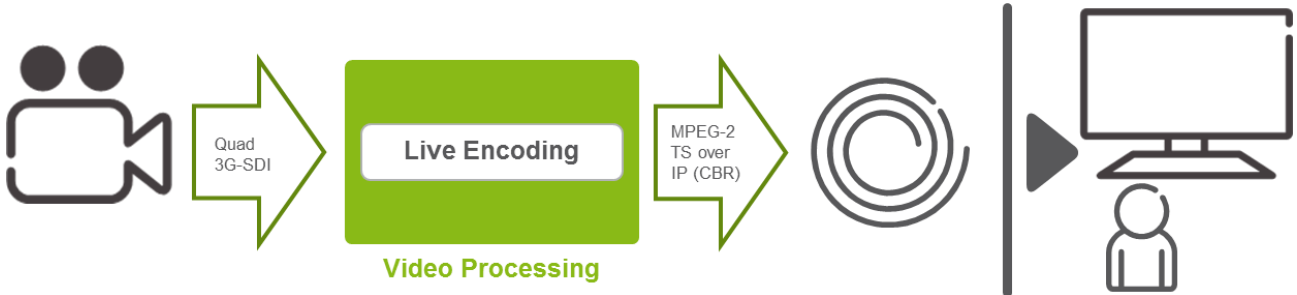 Quad
3G-SDI
Live Encoding
MPEG-2
TS over
IP (CBR)
Video Processing